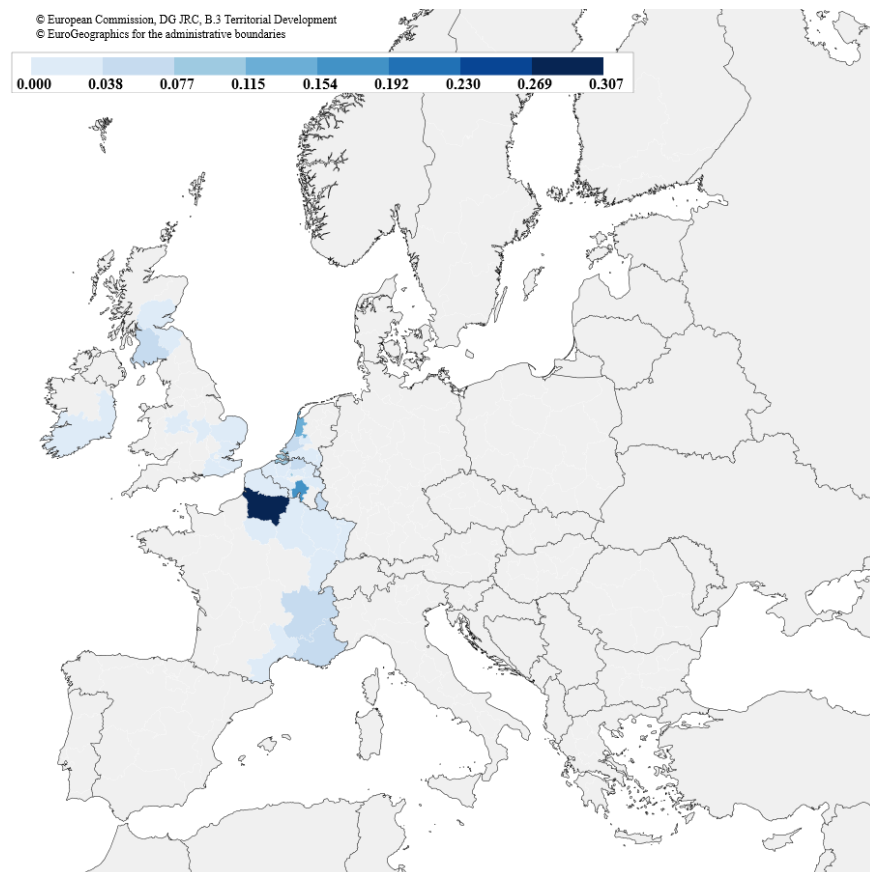 © European Commission, DG JRC, B.3 Territorial Development
© EuroGeographics for the administrative boundaries
0.000 0.038 0.077 0.115 0.154 0.192 0.230 0.269 0.307